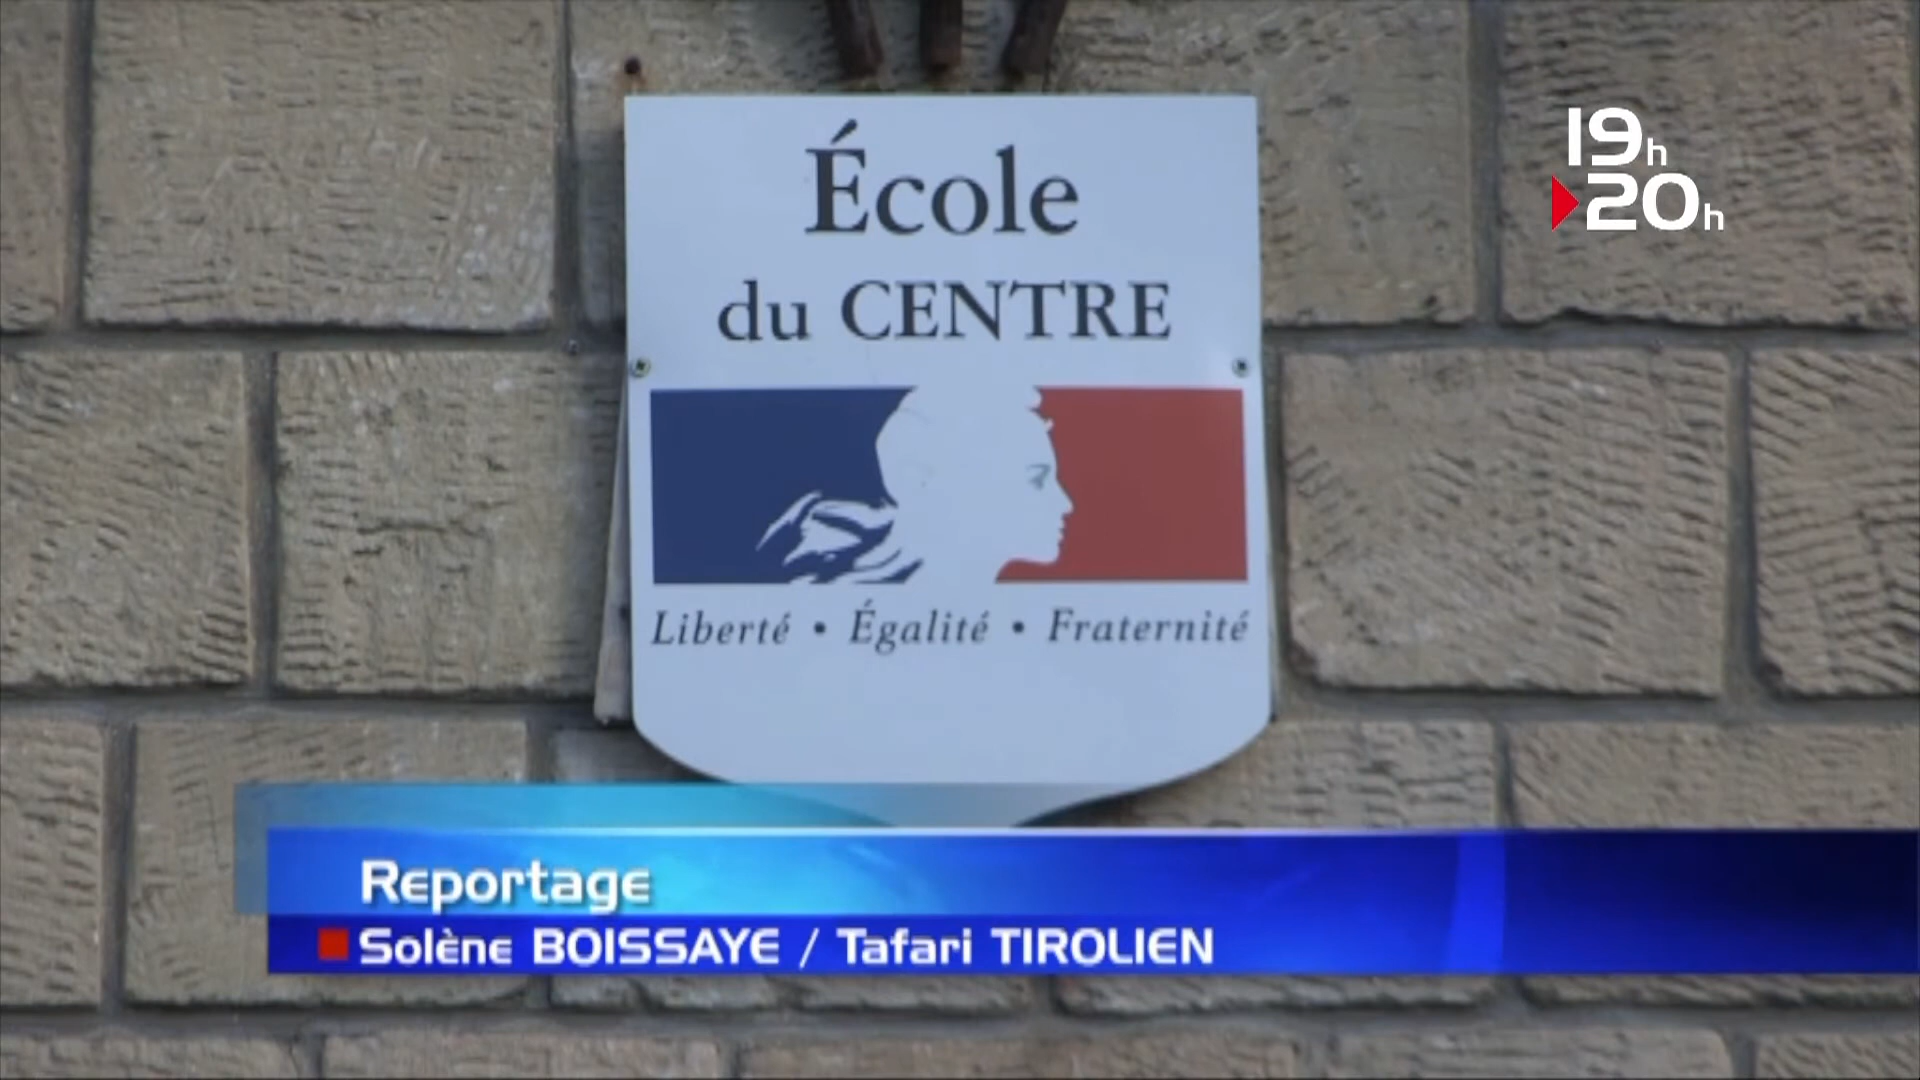 École
du CENTRE
Liberté • Égalité • Fraternité
19h
20h
Reportage
Solène BOISSAYE / Tafari TIROLIEN